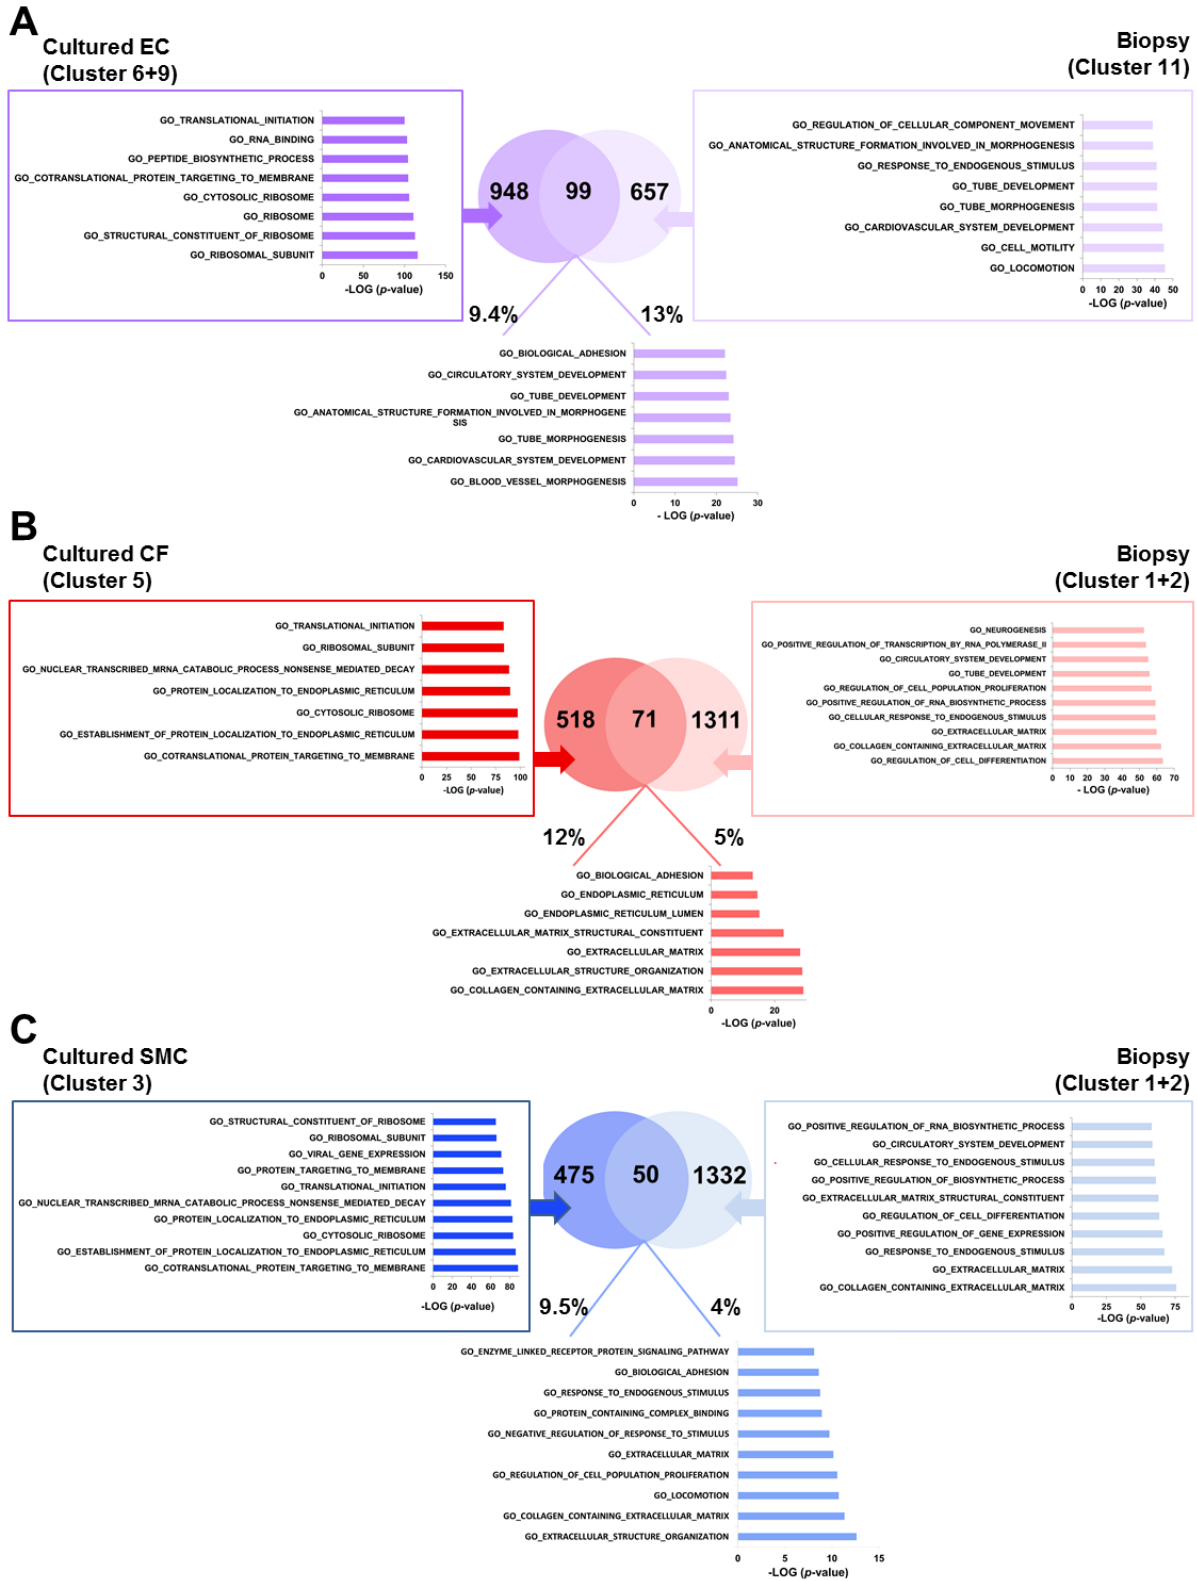 A
Cultured EC
(Cluster 6+9)
Biopsy
(Cluster 11)
GO_TRANSLATIONAL_INITIATION
GO_RNA_BINDING
GO_PEPTIDE_BIOSYNTHETIC_PROCESS
GO_COTRANSLATIONAL_PROTEIN_TARGETING_TO_MEMBRANE
GO_CYTOSOLIC_RIBOSOME
GO_RIBOSOME
GO_STRUCTURAL_CONSTITUENT_OF_RIBOSOME
GO_RIBOSOMAL_SUBUNIT
0 50 100 150
-LOG (p-value)
948 99 657
GO_REGULATION_OF_CELLULAR_COMPONENT_MOVEMENT
GO_ANATOMICAL_STRUCTURE_FORMATION_INVOLVED_IN_MORPHOGENESIS
GO_RESPONSE_TO_ENDOGENOUS_STIMULUS
GO_TUBE_DEVELOPMENT
GO_TUBE_MORPHOGENESIS
GO_CARDIOVASCULAR_SYSTEM_DEVELOPMENT
GO_CELL_MOTILITY
GO_LOCOMOTION
0 10 20 30 40 50
-LOG (p-value)
9.4% 13%
GO_BIOLOGICAL_ADHESION
GO_CIRCULATORY_SYSTEM_DEVELOPMENT
GO_TUBE_DEVELOPMENT
GO_ANATOMICAL_STRUCTURE_FORMATION_INVOLVED_IN_MORPHOGENE
SIS
GO_TUBE_MORPHOGENESIS
GO_CARDIOVASCULAR_SYSTEM_DEVELOPMENT
GO_BLOOD_VESSEL_MORPHOGENESIS
0 10 20 30
- LOG (p-value)
B
Cultured CF
(Cluster 5)
Biopsy
(Cluster 1+2)
GO_TRANSLATIONAL_INITIATION
GO_RIBOSOMAL_SUBUNIT
GO_NUCLEAR_TRANSCRIBED_MRNA_CATABOLIC_PROCESS_NONSENSE_MEDIATED_DECAY
GO_PROTEIN_LOCALIZATION_TO_ENDOPLASMIC_RETICULUM
GO_CYTOSOLIC_RIBOSOME
GO_ESTABLISHMENT_OF_PROTEIN_LOCALIZATION_TO_ENDOPLASMIC_RETICULUM
GO_COTRANSLATIONAL_PROTEIN_TARGETING_TO_MEMBRANE
0 25 50 75 100
-LOG (p-value)
518 71 1311
GO_NEUROGENESIS
GO_POSITIVE_REGULATION_OF_TRANSCRIPTION_BY_RNA_POLYMERASE_II
GO_CIRCULATORY_SYSTEM_DEVELOPMENT
GO_TUBE_DEVELOPMENT
GO_REGULATION_OF_CELL_POPULATION_PROLIFERATION
GO_POSITIVE_REGULATION_OF_RNA_BIOSYNTHETIC_PROCESS
GO_CELLULAR_RESPONSE_TO_ENDOGENOUS_STIMULUS
GO_EXTRACELLULAR_MATRIX
GO_COLLAGEN_CONTAINING_EXTRACELLULAR_MATRIX
GO_REGULATION_OF_CELL_DIFFERENTIATION
0 10 20 30 40 50 60 70
- LOG (p-value)
12% 5%
GO_BIOLOGICAL_ADHESION
GO_ENDOPLASMIC_RETICULUM
GO_ENDOPLASMIC_RETICULUM_LUMEN
GO_EXTRACELLULAR_MATRIX_STRUCTURAL_CONSTITUENT
GO_EXTRACELLULAR_MATRIX
GO_EXTRACELLULAR_STRUCTURE_ORGANIZATION
GO_COLLAGEN_CONTAINING_EXTRACELLULAR_MATRIX
0 20
-LOG (p-value)
C
Cultured SMC
(Cluster 3)
Biopsy
(Cluster 1+2)
GO_STRUCTURAL_CONSTITUENT_OF_RIBOSOME
GO_RIBOSOMAL_SUBUNIT
GO_VIRAL_GENE_EXPRESSION
GO_PROTEIN_TARGETING_TO_MEMBRANE
GO_TRANSLATIONAL_INITIATION
GO_NUCLEAR_TRANSCRIBED_MRNA_CATABOLIC_PROCESS_NONSENSE_MEDIATED_DECAY
GO_PROTEIN_LOCALIZATION_TO_ENDOPLASMIC_RETICULUM
GO_CYTOSOLIC_RIBOSOME
GO_ESTABLISHMENT_OF_PROTEIN_LOCALIZATION_TO_ENDOPLASMIC_RETICULUM
GO_COTRANSLATIONAL_PROTEIN_TARGETING_TO_MEMBRANE
0 20 40 60 80
-LOG (p-value)
475 50 1332
GO_POSITIVE_REGULATION_OF_RNA_BIOSYNTHETIC_PROCESS
GO_CIRCULATORY_SYSTEM_DEVELOPMENT
GO_CELLULAR_RESPONSE_TO_ENDOGENOUS_STIMULUS
GO_POSITIVE_REGULATION_OF_BIOSYNTHETIC_PROCESS
GO_EXTRACELLULAR_MATRIX_STRUCTURAL_CONSTITUENT
GO_REGULATION_OF_CELL_DIFFERENTIATION
GO_POSITIVE_REGULATION_OF_GENE_EXPRESSION
GO_RESPONSE_TO_ENDOGENOUS_STIMULUS
GO_EXTRACELLULAR_MATRIX
GO_COLLAGEN_CONTAINING_EXTRACELLULAR_MATRIX
0 25 50 75
-LOG (p-value)
9.5% 4%
GO_ENZYME_LINKED_RECEPTOR_PROTEIN_SIGNALING_PATHWAY
GO_BIOLOGICAL_ADHESION
GO_RESPONSE_TO_ENDOGENOUS_STIMULUS
GO_PROTEIN_CONTAINING_COMPLEX_BINDING
GO_NEGATIVE_REGULATION_OF_RESPONSE_TO_STIMULUS
GO_EXTRACELLULAR_MATRIX
GO_REGULATION_OF_CELL_POPULATION_PROLIFERATION
GO_LOCOMOTION
GO_COLLAGEN_CONTAINING_EXTRACELLULAR_MATRIX
GO_EXTRACELLULAR_STRUCTURE_ORGANIZATION
0 5 10 15
-LOG (p-value)